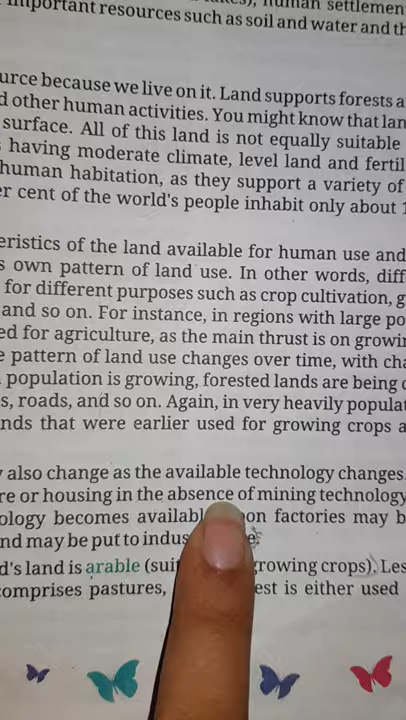 important resources such as soil and water and th
urce because we live on it. Land supports forests a
d other human activities. You might know that lan
surface. All of this land is not equally suitable
having moderate climate, level land and fertil
human habitation, as they support a variety of
er cent of the world's people inhabit only about 1
eristics of the land available for human use and
s own pattern of land use. In other words, diff
for different purposes such as crop cultivation, g
and so on. For instance, in regions with large po
ed for agriculture, as the main thrust is on growin
e pattern of land use changes over time, with cha
population is growing, forested lands are being c
s, roads, and so on. Again, in very heavily populat
nds that were earlier used for growing crops a
y also change as the available technology changes.
re or housing in the absence of mining technology
ology becomes availabl on factories may b
nd may be put to indus e.
d's land is arable (sui growing crops). Les
comprises pastures, est is either used